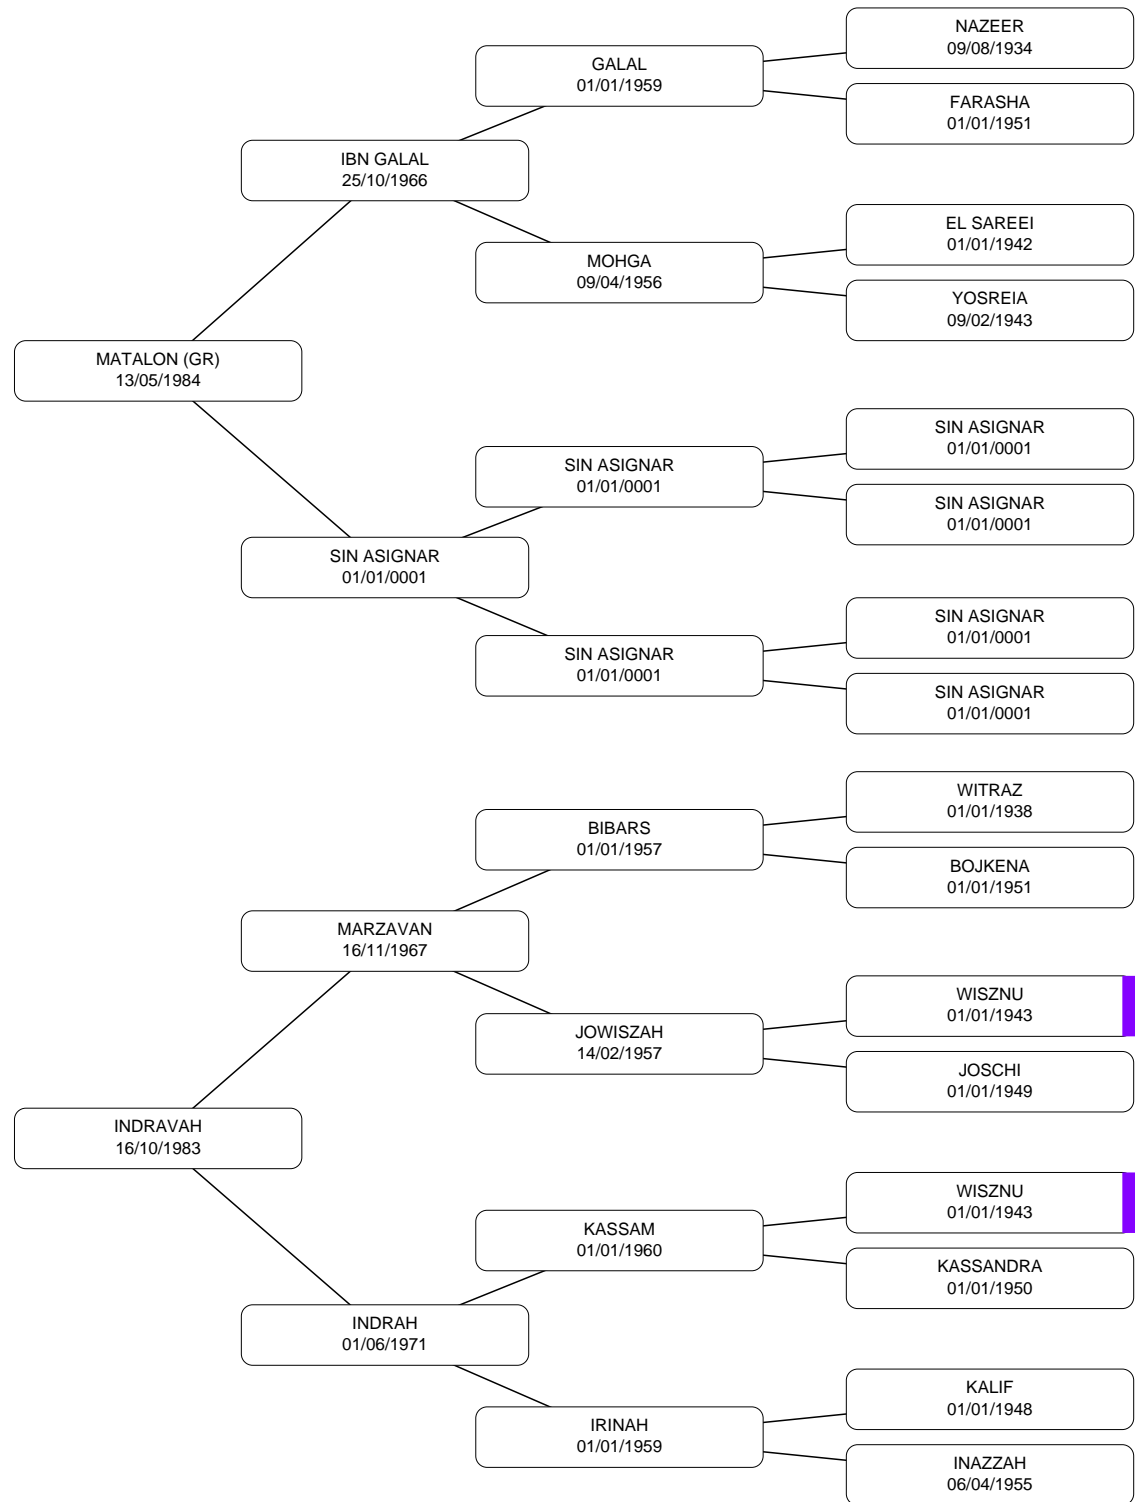 NAZEER
09/08/1934
GALAL
01/01/1959
FARASHA
01/01/1951
IBN GALAL
25/10/1966
EL SAREEI
01/01/1942
MOHGA
09/04/1956
YOSREIA
09/02/1943
MATALON (GR)
13/05/1984
SIN ASIGNAR
01/01/0001
SIN ASIGNAR
01/01/0001
SIN ASIGNAR
01/01/0001
SIN ASIGNAR
01/01/0001
SIN ASIGNAR
01/01/0001
SIN ASIGNAR
01/01/0001
SIN ASIGNAR
01/01/0001
WITRAZ
01/01/1938
BIBARS
01/01/1957
BOJKENA
01/01/1951
MARZAVAN
16/11/1967
WISZNU
01/01/1943
JOWISZAH
14/02/1957
JOSCHI
01/01/1949
INDRAVAH
16/10/1983
WISZNU
01/01/1943
KASSAM
01/01/1960
KASSANDRA
01/01/1950
INDRAH
01/06/1971
KALIF
01/01/1948
IRINAH
01/01/1959
INAZZAH
06/04/1955